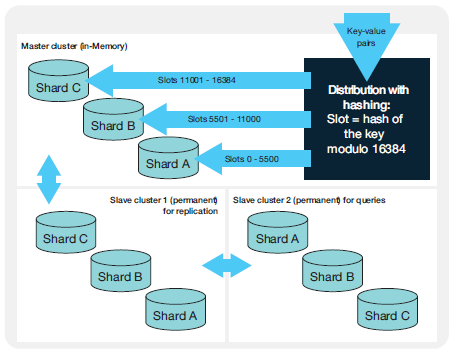 Key-value
pairs
Master cluster (in-Memory)
Shard C
Slots 11001 - 16384
Distribution with
hashing:
Slot = hash of
the key
modulo 16384
Shard B
Slots 5501 - 11000
Shard A
Slots 0 - 5500
Slave cluster 1 (permanent)
for replication
Shard C
Shard B
Shard A
Slave cluster 2 (permanent) for queries
Shard A
Shard B
Shard C